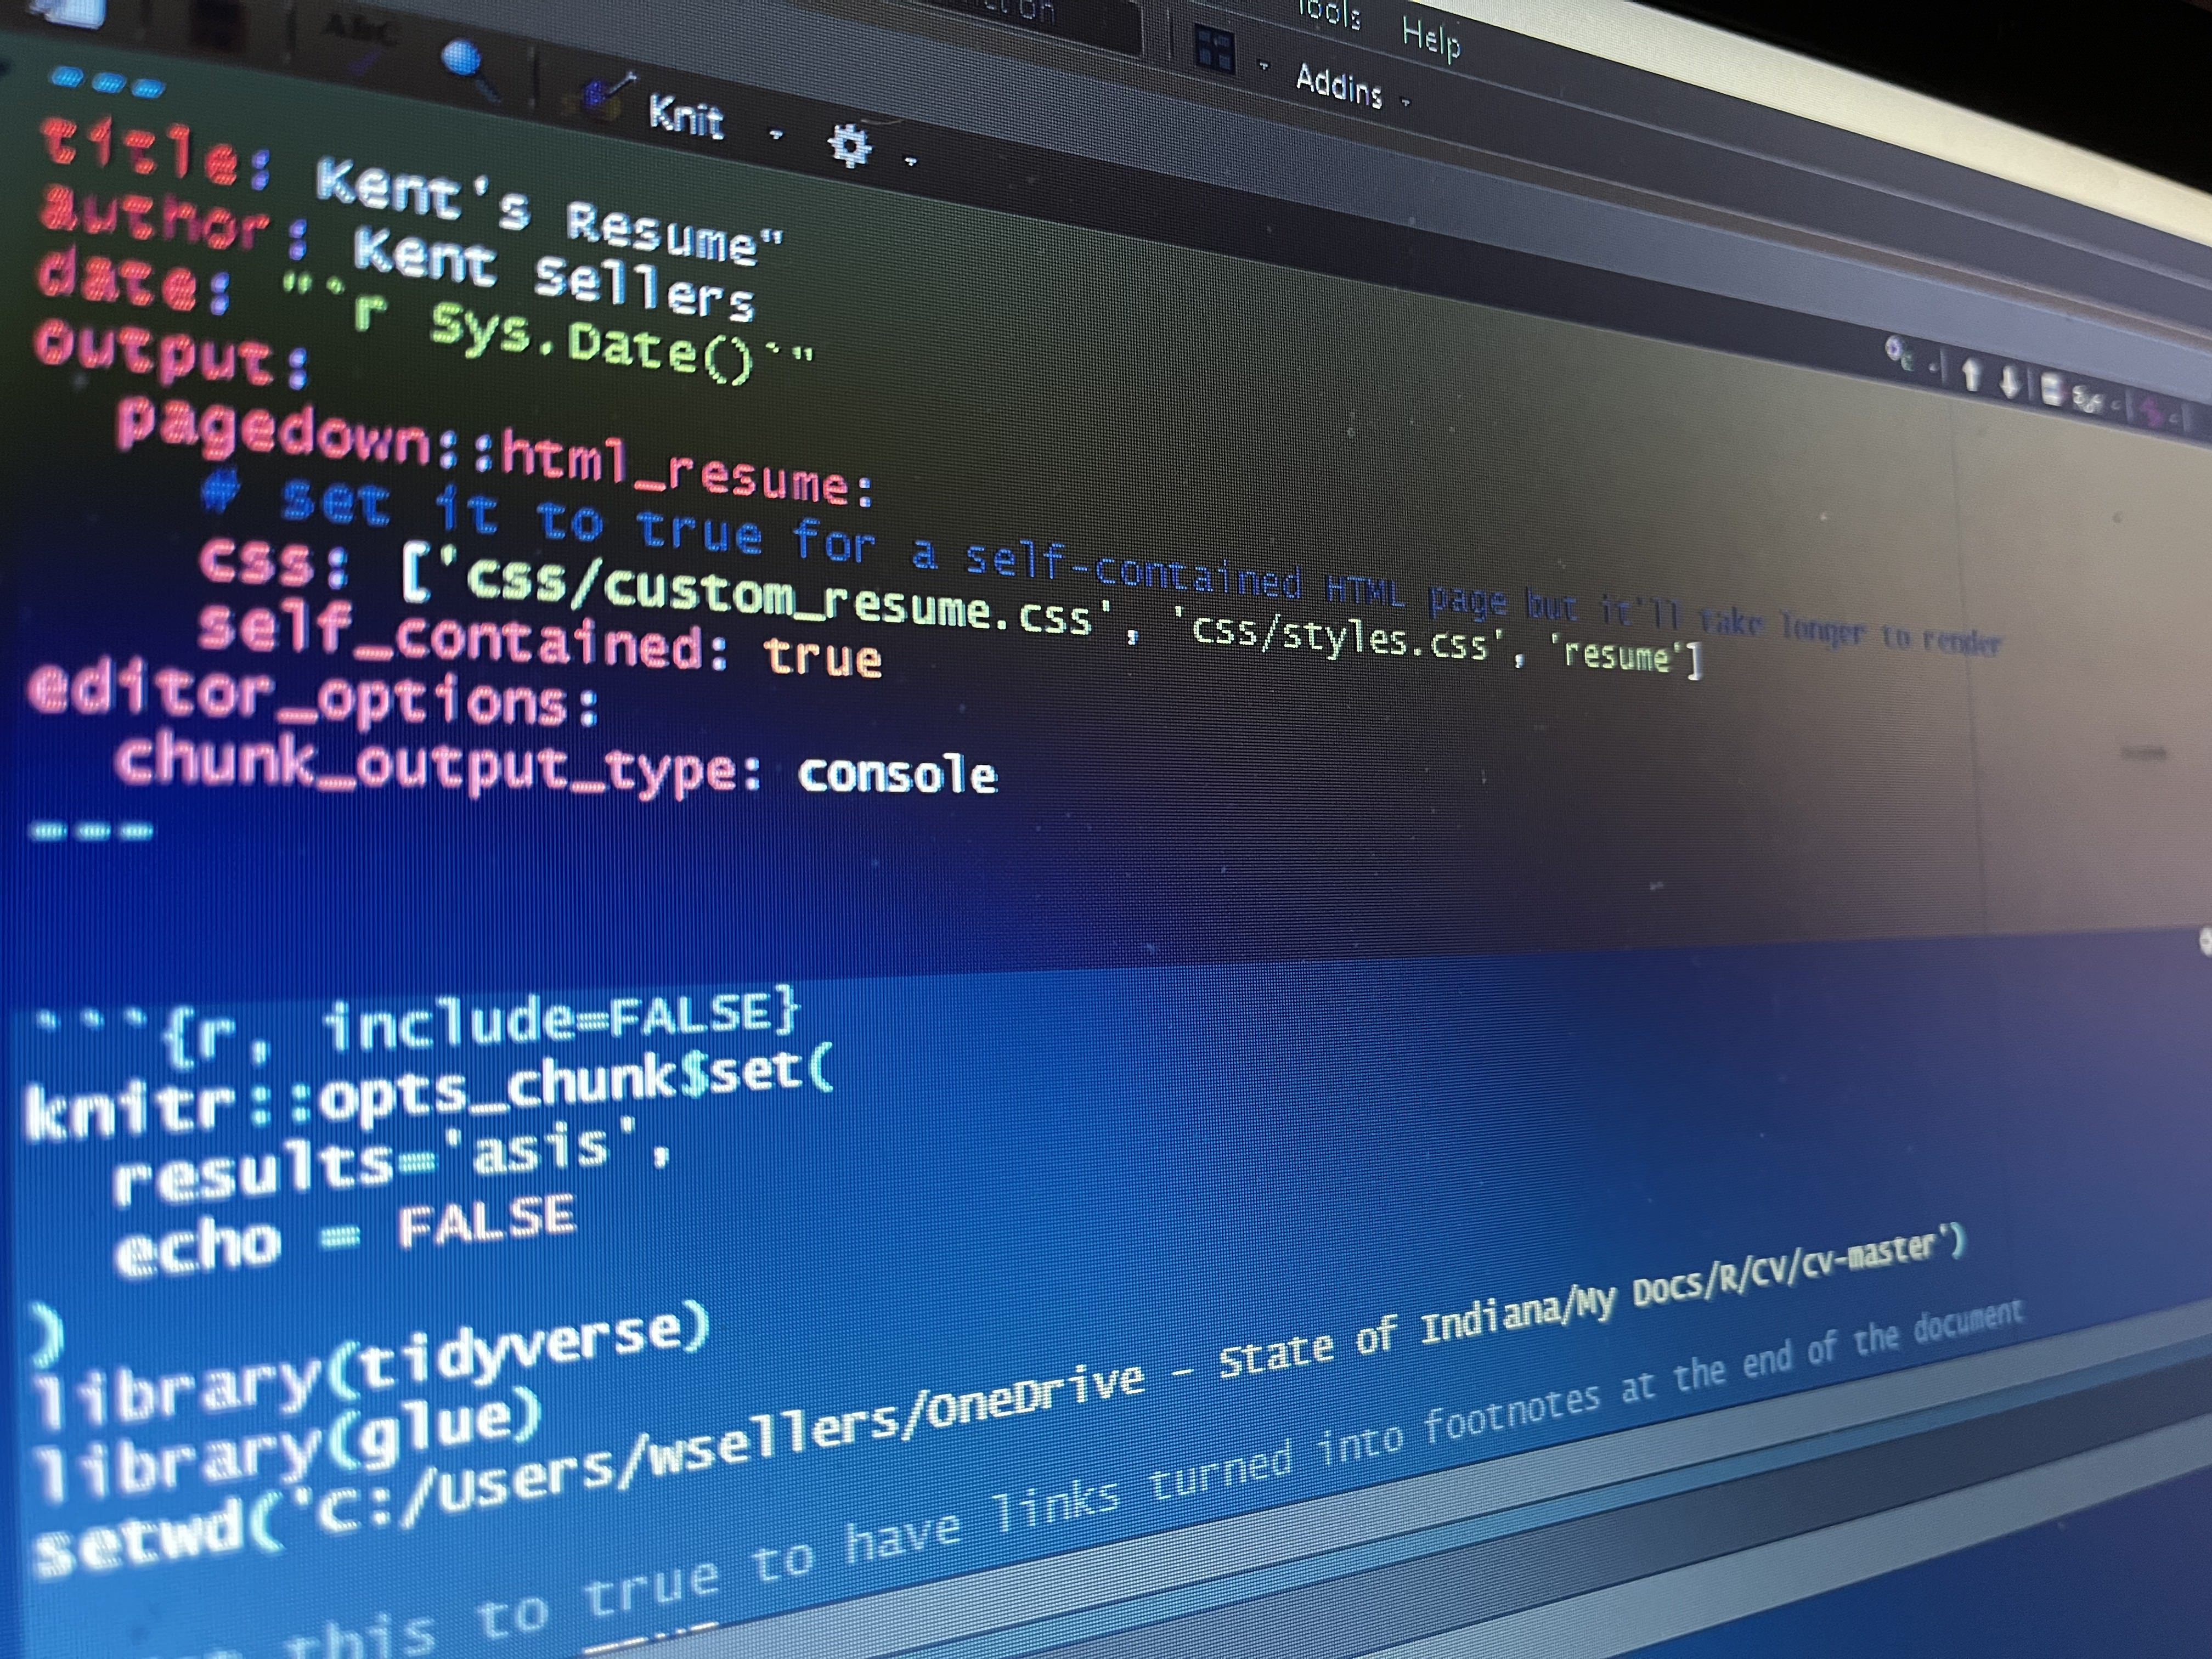 Tools Help
Addins
ABC Knit
---
title: Kent's Resume"
author: Kent sellers
date: "`r Sys.Date()`"
output:
  pagedown::html_resume:
    # set it to true for a self-contained HTML page but it'll take longer to render
    css: ['css/custom_resume.css', 'css/styles.css', 'resume']
    self_contained: true
editor_options:
  chunk_output_type: console
---
```{r, include=FALSE}
knitr::opts_chunk$set(
  results='asis',
  echo = FALSE
)
library(tidyverse)
library(glue)
setwd('C:/users/wsellers/OneDrive - State of Indiana/My Docs/R/CV/cv-master')
this to true to have links turned into footnotes at the end of the document